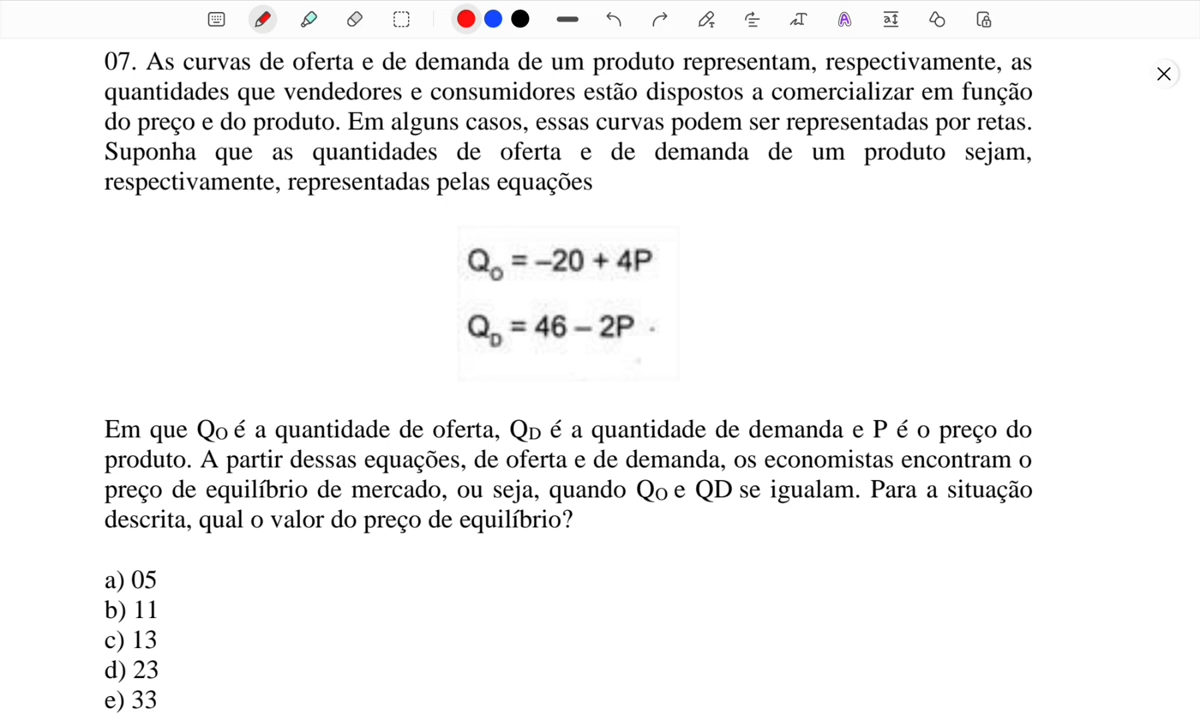 07. As curvas de oferta e de demanda de um produto representam, respectivamente, as
quantidades que vendedores e consumidores estão dispostos a comercializar em função
do preço e do produto. Em alguns casos, essas curvas podem ser representadas por retas.
Suponha que as quantidades de oferta e de demanda de um produto sejam,
respectivamente, representadas pelas equações
Q_O = –20 + 4P
Q_D = 46 – 2P
Em que Q_O é a quantidade de oferta, Q_D é a quantidade de demanda e P é o preço do
produto. A partir dessas equações, de oferta e de demanda, os economistas encontram o
preço de equilíbrio de mercado, ou seja, quando Q_O e QD se igualam. Para a situação
descrita, qual o valor do preço de equilíbrio?
a) 05
b) 11
c) 13
d) 23
e) 33